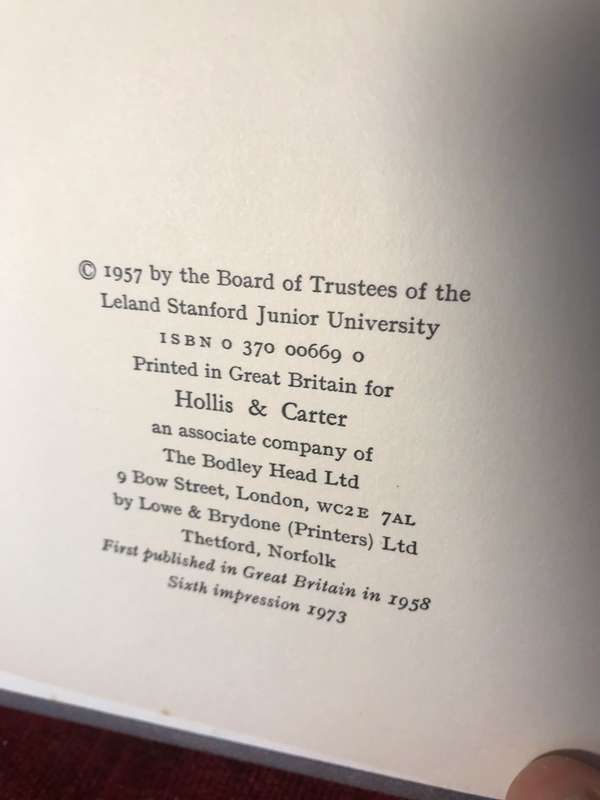 © 1957 by the Board of Trustees of the
Leland Stanford Junior University
ISBN 0 370 00669 0
Printed in Great Britain for
Hollis & Carter
an associate company of
The Bodley Head Ltd
9 Bow Street, London, WC2E 7AL
by Lowe & Brydone (Printers) Ltd
Thetford, Norfolk
First published in Great Britain in 1958
Sixth impression 1973